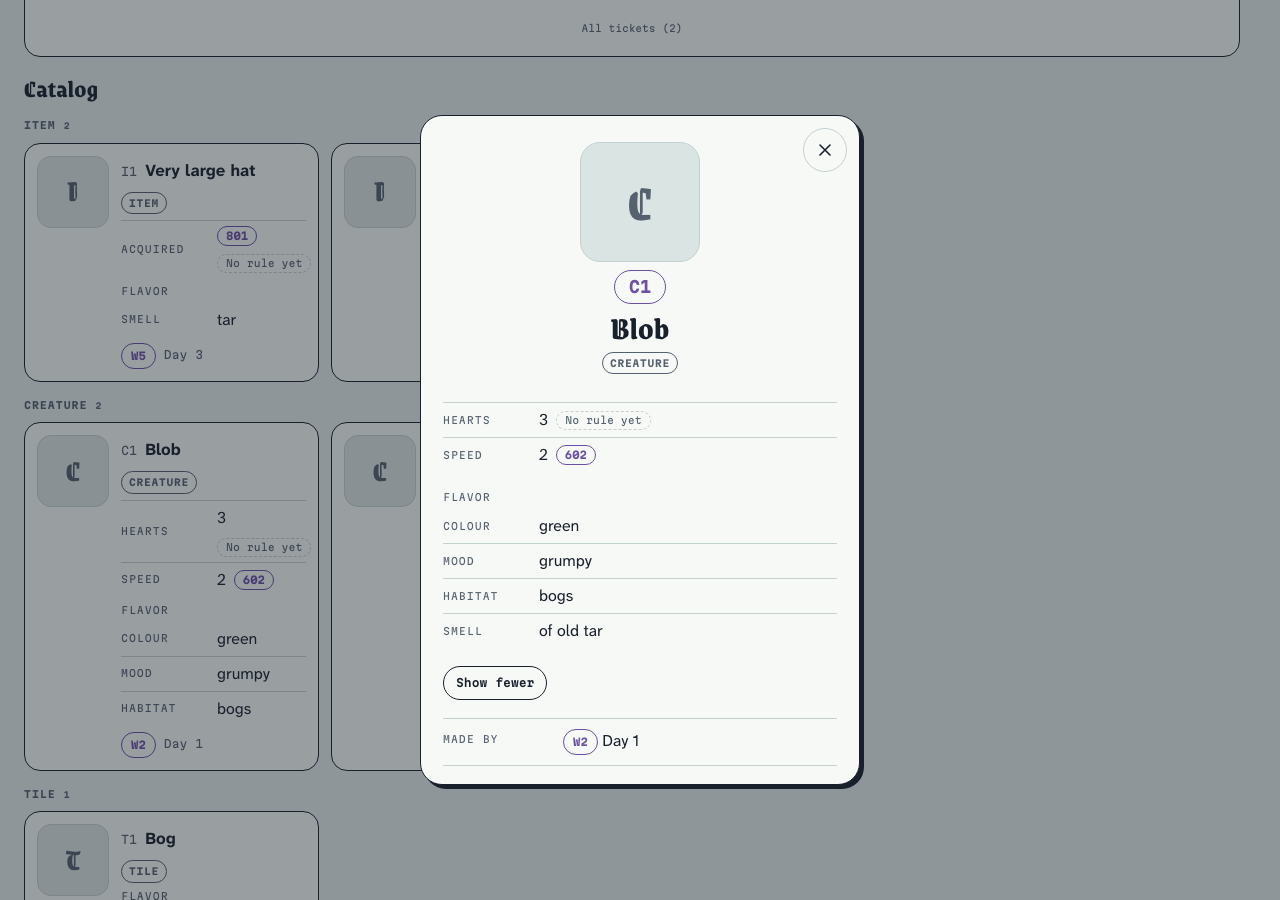 All tickets (2)
Catalog
ITEM 2
I
I1 Very large hat
ITEM
ACQUIRED 801
No rule yet
FLAVOR
SMELL tar
W5 Day 3
I
CREATURE 2
C
C1 Blob
CREATURE
HEARTS 3
No rule yet
SPEED 2 602
FLAVOR
COLOUR green
MOOD grumpy
HABITAT bogs
W2 Day 1
C
TILE 1
T
T1 Bog
TILE
FLAVOR
C
C1
Blob
CREATURE
HEARTS 3 No rule yet
SPEED 2 602
FLAVOR
COLOUR green
MOOD grumpy
HABITAT bogs
SMELL of old tar
Show fewer
MADE BY W2 Day 1